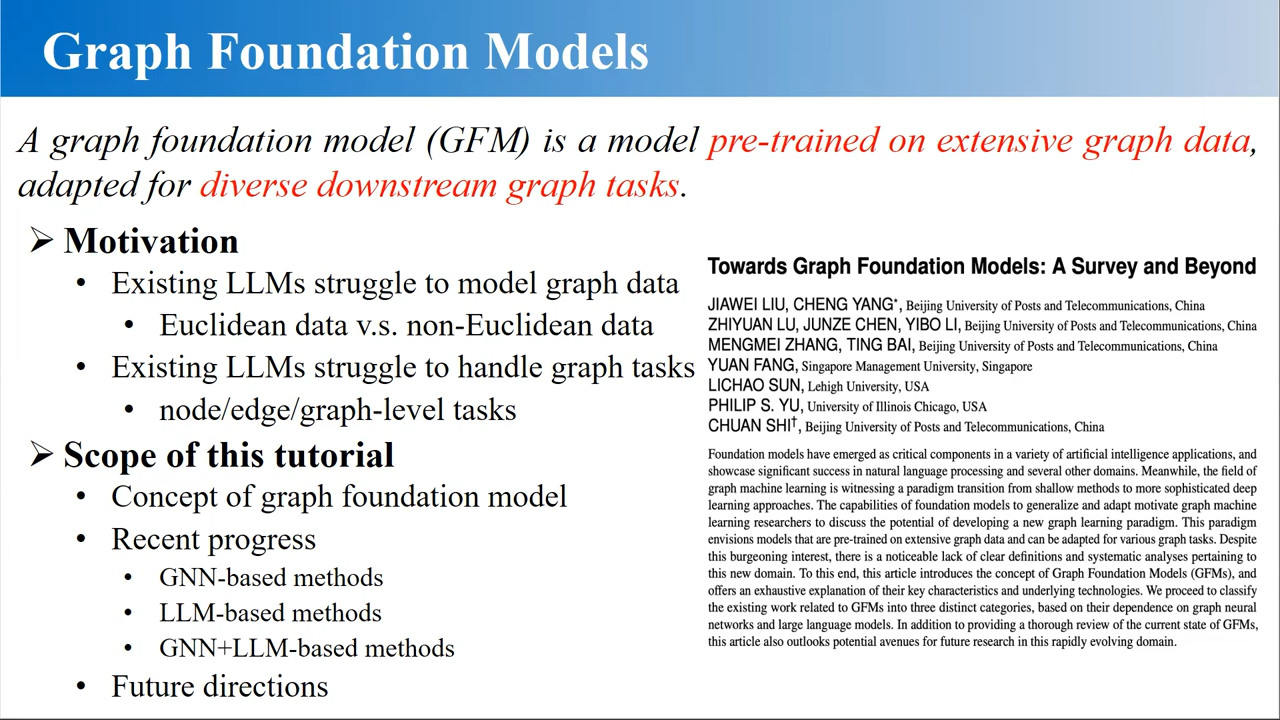 Graph Foundation Models
A graph foundation model (GFM) is a model pre-trained on extensive graph data,
adapted for diverse downstream graph tasks.
➢ Motivation
• Existing LLMs struggle to model graph data
• Euclidean data v.s. non-Euclidean data
• Existing LLMs struggle to handle graph tasks
• node/edge/graph-level tasks
➢ Scope of this tutorial
• Concept of graph foundation model
• Recent progress
• GNN-based methods
• LLM-based methods
• GNN+LLM-based methods
• Future directions
Towards Graph Foundation Models: A Survey and Beyond
JIAWEI LIU, CHENG YANG*, Beijing University of Posts and Telecommunications, China
ZHIYUAN LU, JUNZE CHEN, YIBO LI, Beijing University of Posts and Telecommunications, China
MENGMEI ZHANG, TING BAI, Beijing University of Posts and Telecommunications, China
YUAN FANG, Singapore Management University, Singapore
LICHAO SUN, Lehigh University, USA
PHILIP S. YU, University of Illinois Chicago, USA
CHUAN SHI†, Beijing University of Posts and Telecommunications, China
Foundation models have emerged as critical components in a variety of artificial intelligence applications, and
showcase significant success in natural language processing and several other domains. Meanwhile, the field of
graph machine learning is witnessing a paradigm transition from shallow methods to more sophisticated deep
learning approaches. The capabilities of foundation models to generalize and adapt motivate graph machine
learning researchers to discuss the potential of developing a new graph learning paradigm. This paradigm
envisions models that are pre-trained on extensive graph data and can be adapted for various graph tasks. Despite
this burgeoning interest, there is a noticeable lack of clear definitions and systematic analyses pertaining to
this new domain. To this end, this article introduces the concept of Graph Foundation Models (GFMs), and
offers an exhaustive explanation of their key characteristics and underlying technologies. We proceed to classify
the existing work related to GFMs into three distinct categories, based on their dependence on graph neural
networks and large language models. In addition to providing a thorough review of the current state of GFMs,
this article also outlooks potential avenues for future research in this rapidly evolving domain.